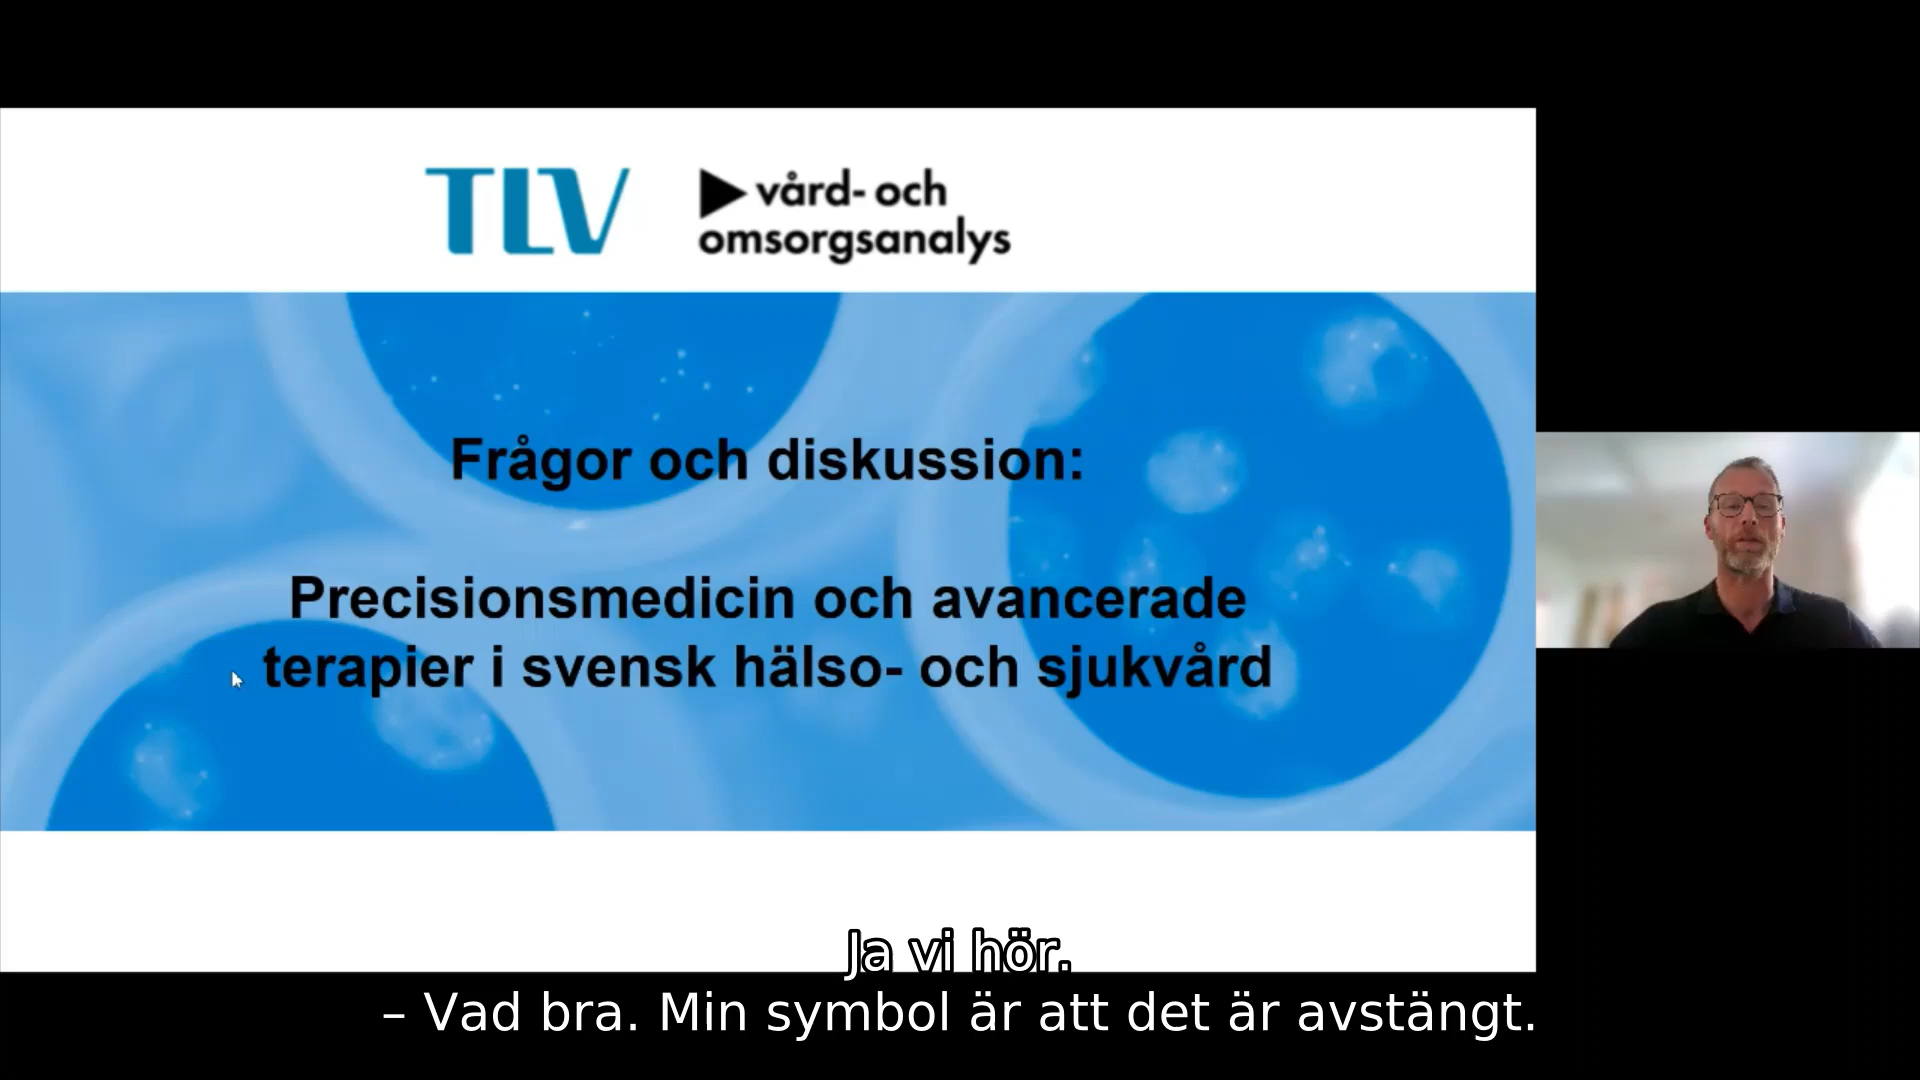 TLV
vård- och
omsorgsanalys
Frågor och diskussion:
Precisionsmedicin och avancerade
terapier i svensk hälso- och sjukvård
Ja vi hör.
– Vad bra. Min symbol är att det är avstängt.